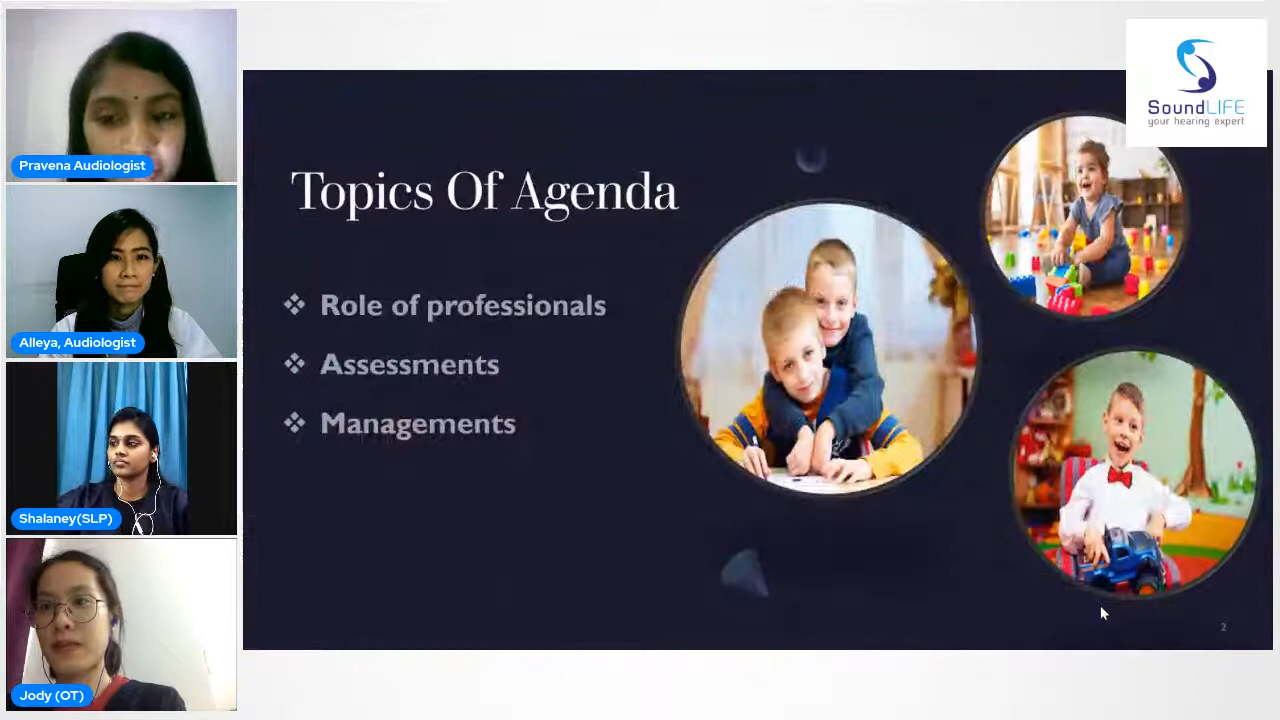 Pravena Audiologist
Alleya, Audiologist
Shalaney(SLP)
Jody (OT)
Topics Of Agenda
Role of professionals
Assessments
Managements
2
SoundLIFE
your hearing expert